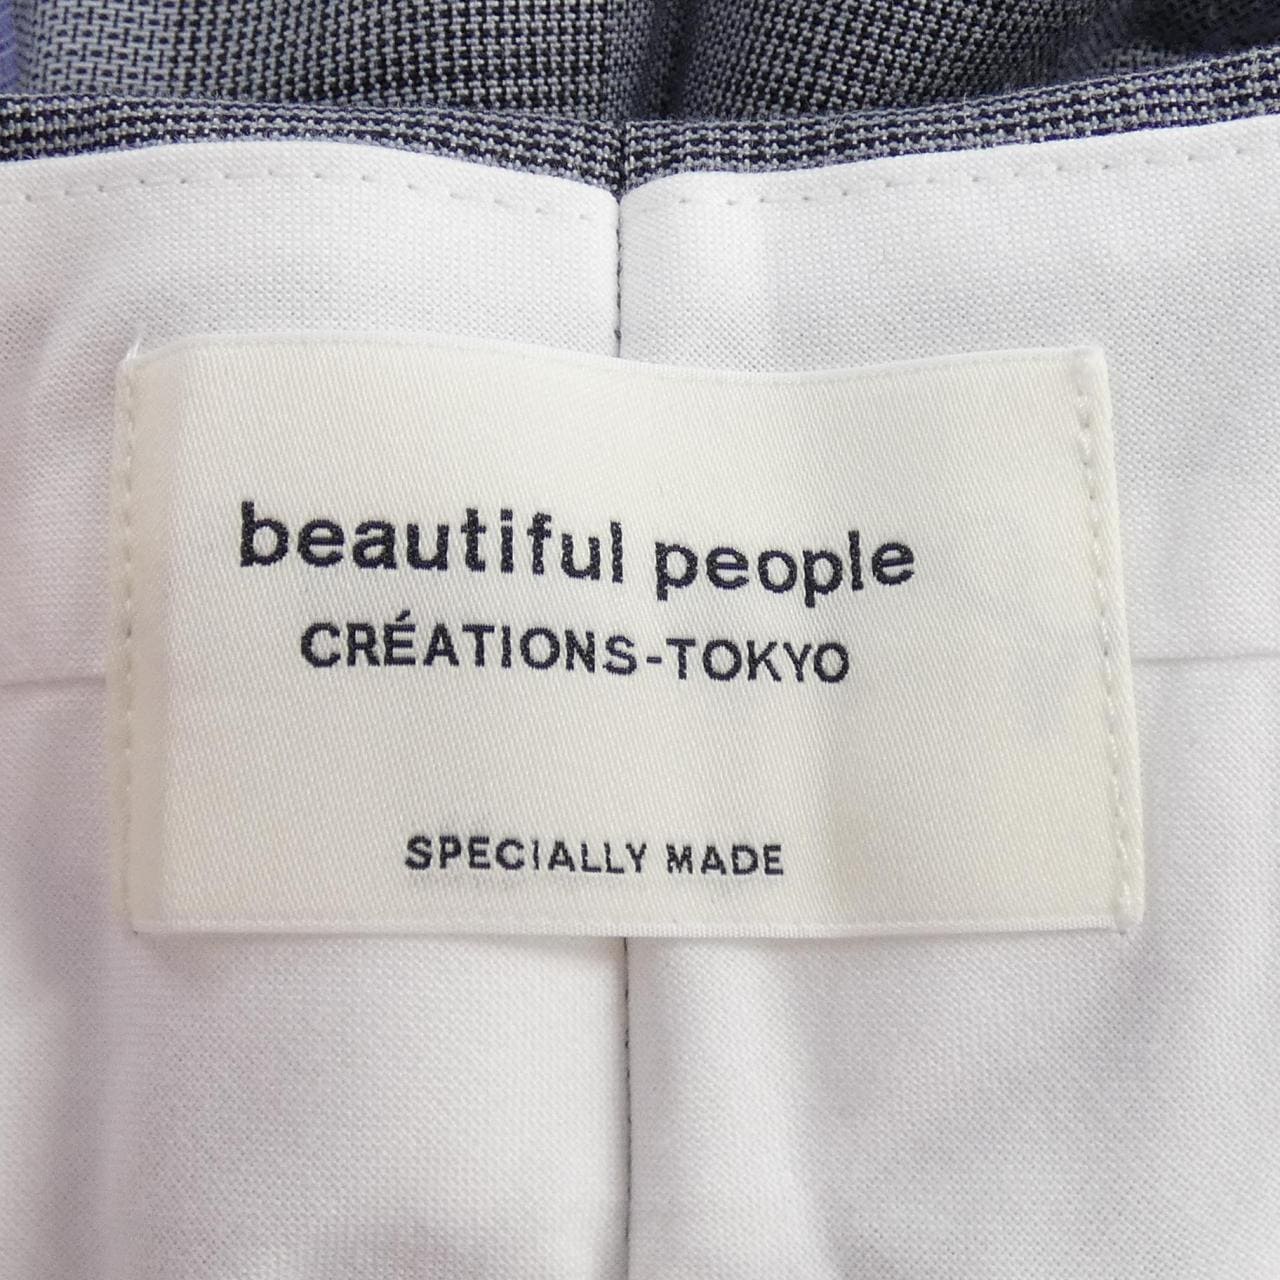 beautiful people
CRÉATIONS-TOKYO
SPECIALLY MADE